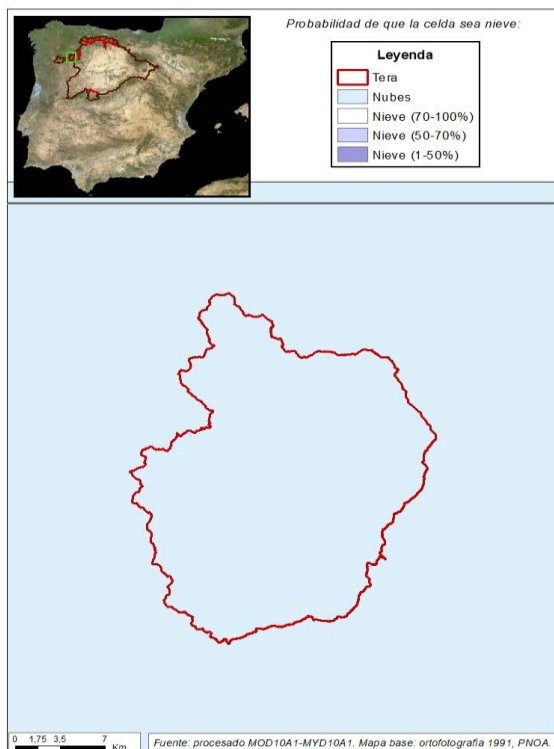 Probabilidad de que la celda sea nieve:
Leyenda
Tera
Nubes
Nieve (70-100%)
Nieve (50-70%)
Nieve (1-50%)
0 1,75 3,5 7
Km
Fuente: procesado MOD10A1-MYD10A1. Mapa base: ortofotografía 1991, PNOA.